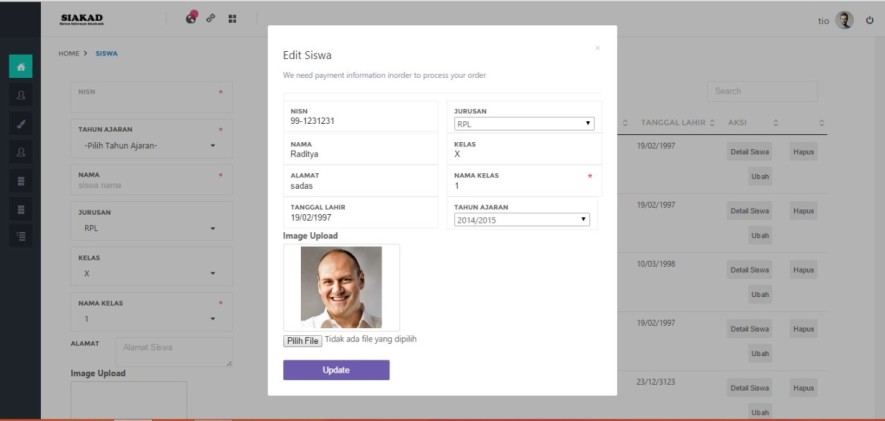 SIAKAD
tio
HOME > SISWA
NISN *
TAHUN AJARAN *
-Pilih Tahun Ajaran-
NAMA *
siswa nama
JURUSAN
RPL
KELAS
X
NAMA KELAS *
1
ALAMAT
Alamat Siswa
Image Upload
Edit Siswa
×
We need payment information inorder to process your order
NISN
99-1231231
JURUSAN
RPL
NAMA
Raditya
KELAS
X
ALAMAT
sadas
NAMA KELAS *
1
TANGGAL LAHIR
19/02/1997
TAHUN AJARAN
2014/2015
Image Upload
Pilih File Tidak ada file yang dipilih
Update
Search
TANGGAL LAHIR AKSI
19/02/1997 Detail Siswa Hapus
Ubah
19/02/1997 Detail Siswa Hapus
Ubah
10/03/1998 Detail Siswa Hapus
Ubah
19/02/1997 Detail Siswa Hapus
Ubah
23/12/3123 Detail Siswa Hapus
Ubah